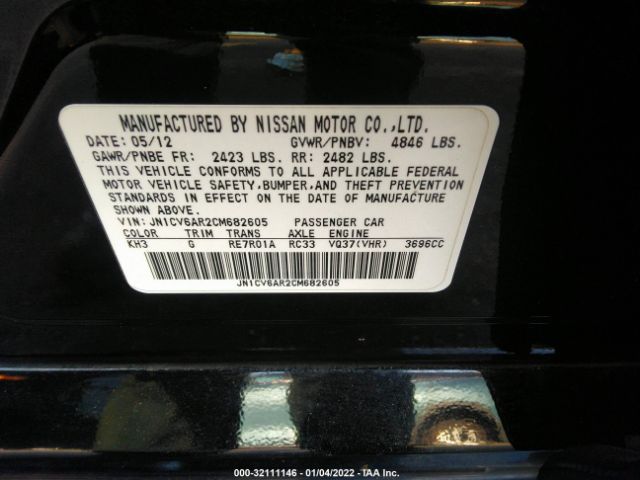 MANUFACTURED BY NISSAN MOTOR CO.,LTD.
DATE: 05/12 GVWR/PNBV: 4846 LBS.
GAWR/PNBE FR: 2423 LBS. RR: 2482 LBS.
THIS VEHICLE CONFORMS TO ALL APPLICABLE FEDERAL
MOTOR VEHICLE SAFETY,BUMPER,AND THEFT PREVENTION
STANDARDS IN EFFECT ON THE DATE OF MANUFACTURE
SHOWN ABOVE.
VIN: JN1CV6AR2CM682605 PASSENGER CAR
COLOR TRIM TRANS AXLE ENGINE
KH3 G RE7R01A RC33 VQ37(VHR) 3696CC
JN1CV6AR2CM682605
000-32111146 - 01/04/2022 - IAA Inc.